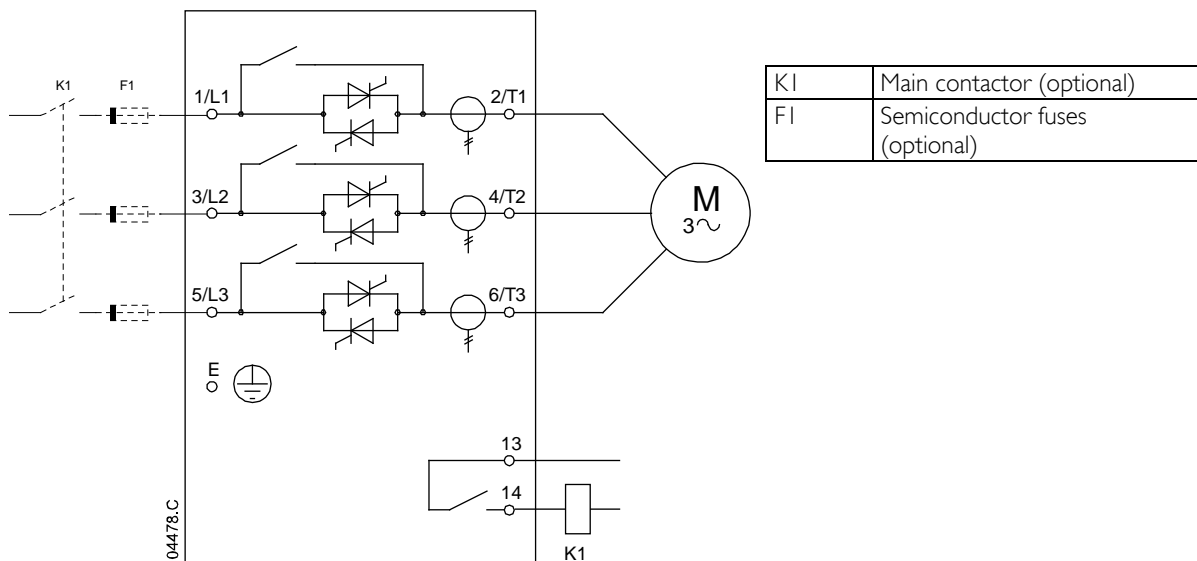 K1 F1
1/L1 2/T1
3/L2 4/T2
5/L3 6/T3
M
3∿
E
13
14
K1
04478.C
K1 Main contactor (optional)
F1 Semiconductor fuses
(optional)